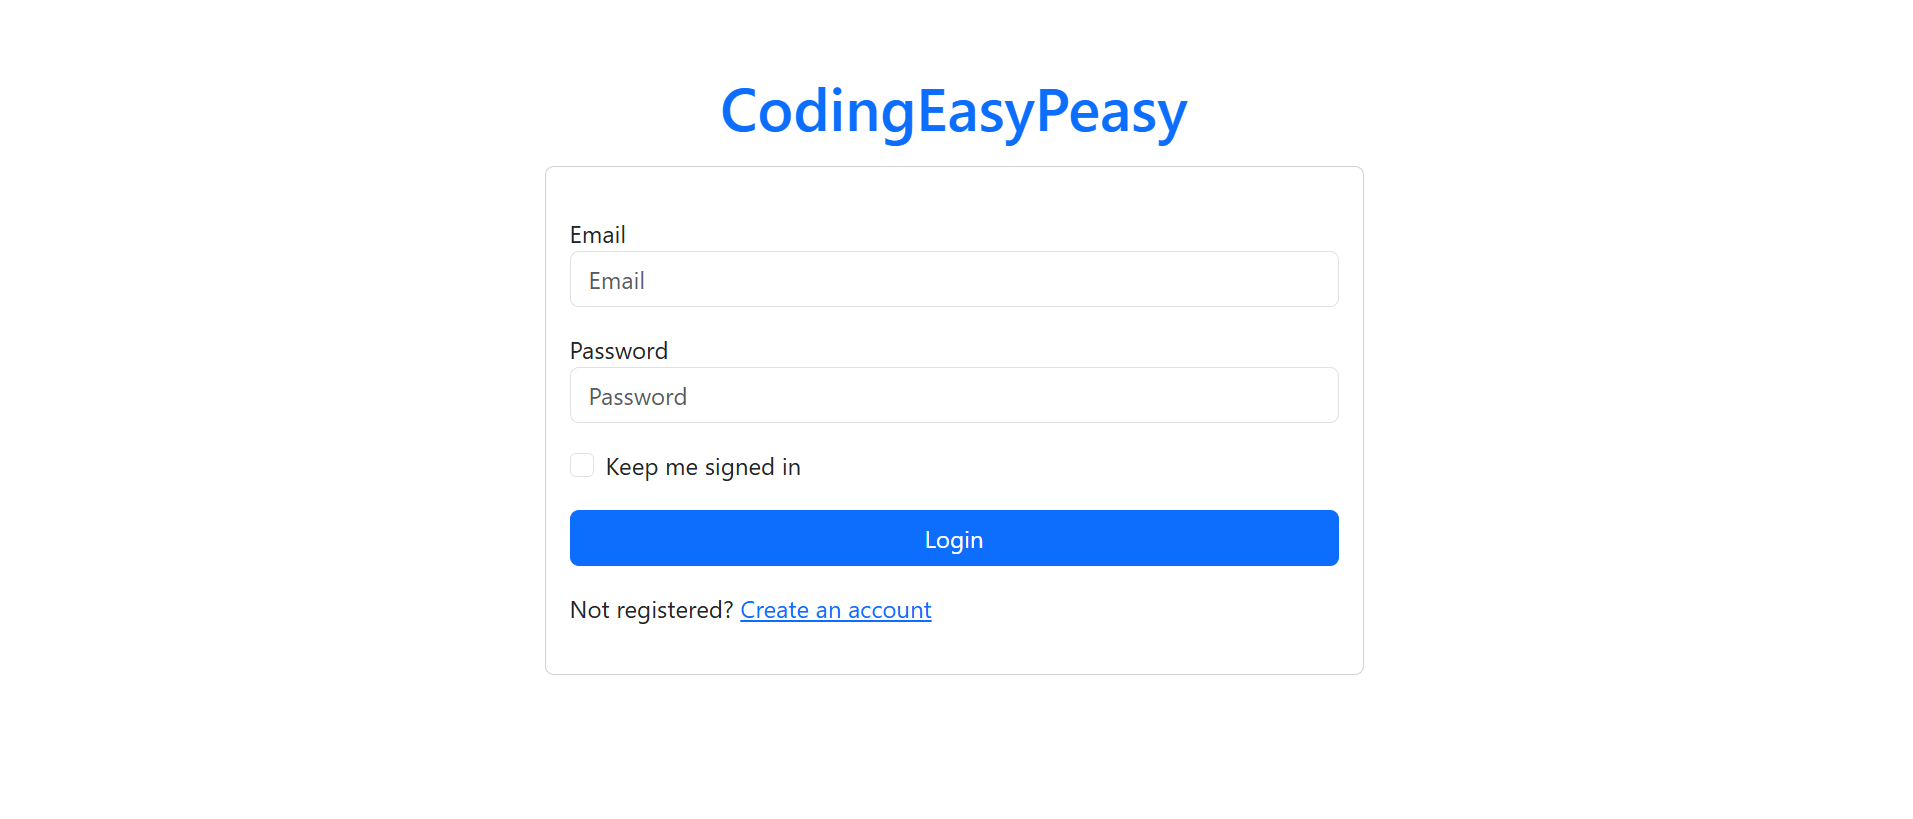 CodingEasyPeasy
Email
Email
Password
Password
Keep me signed in
Login
Not registered? Create an account